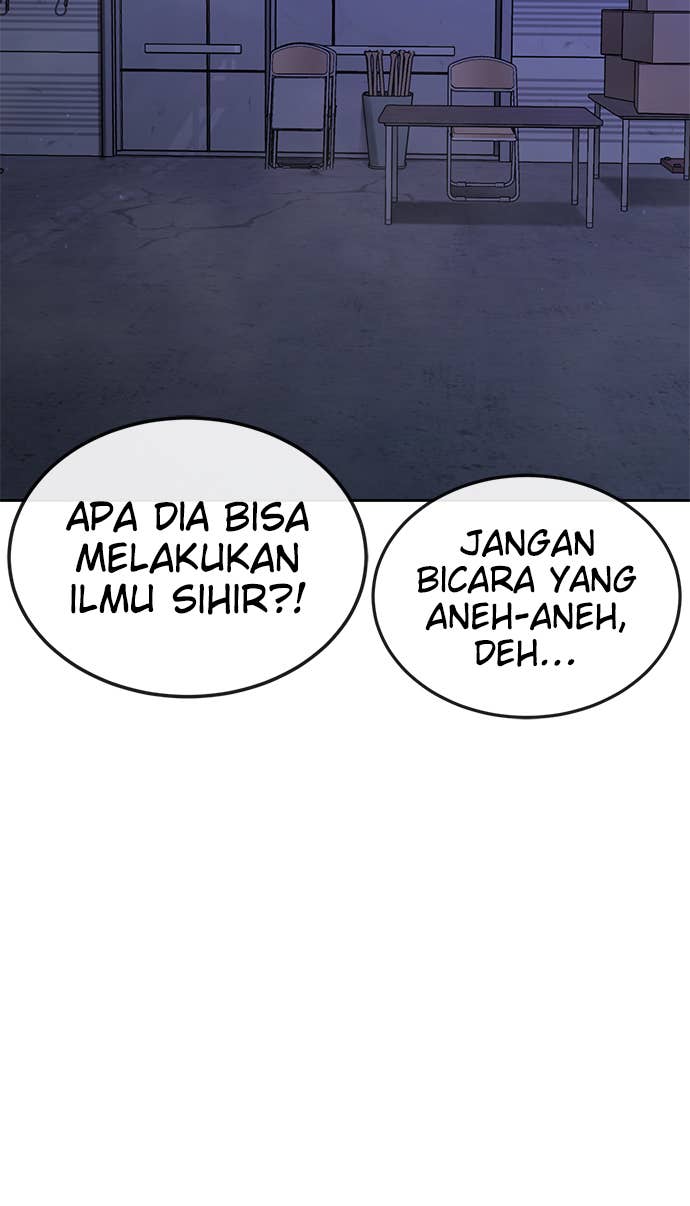 APA DIA BISA
MELAKUKAN
ILMU SIHIR?!
JANGAN
BICARA YANG
ANEH-ANEH,
DEH...